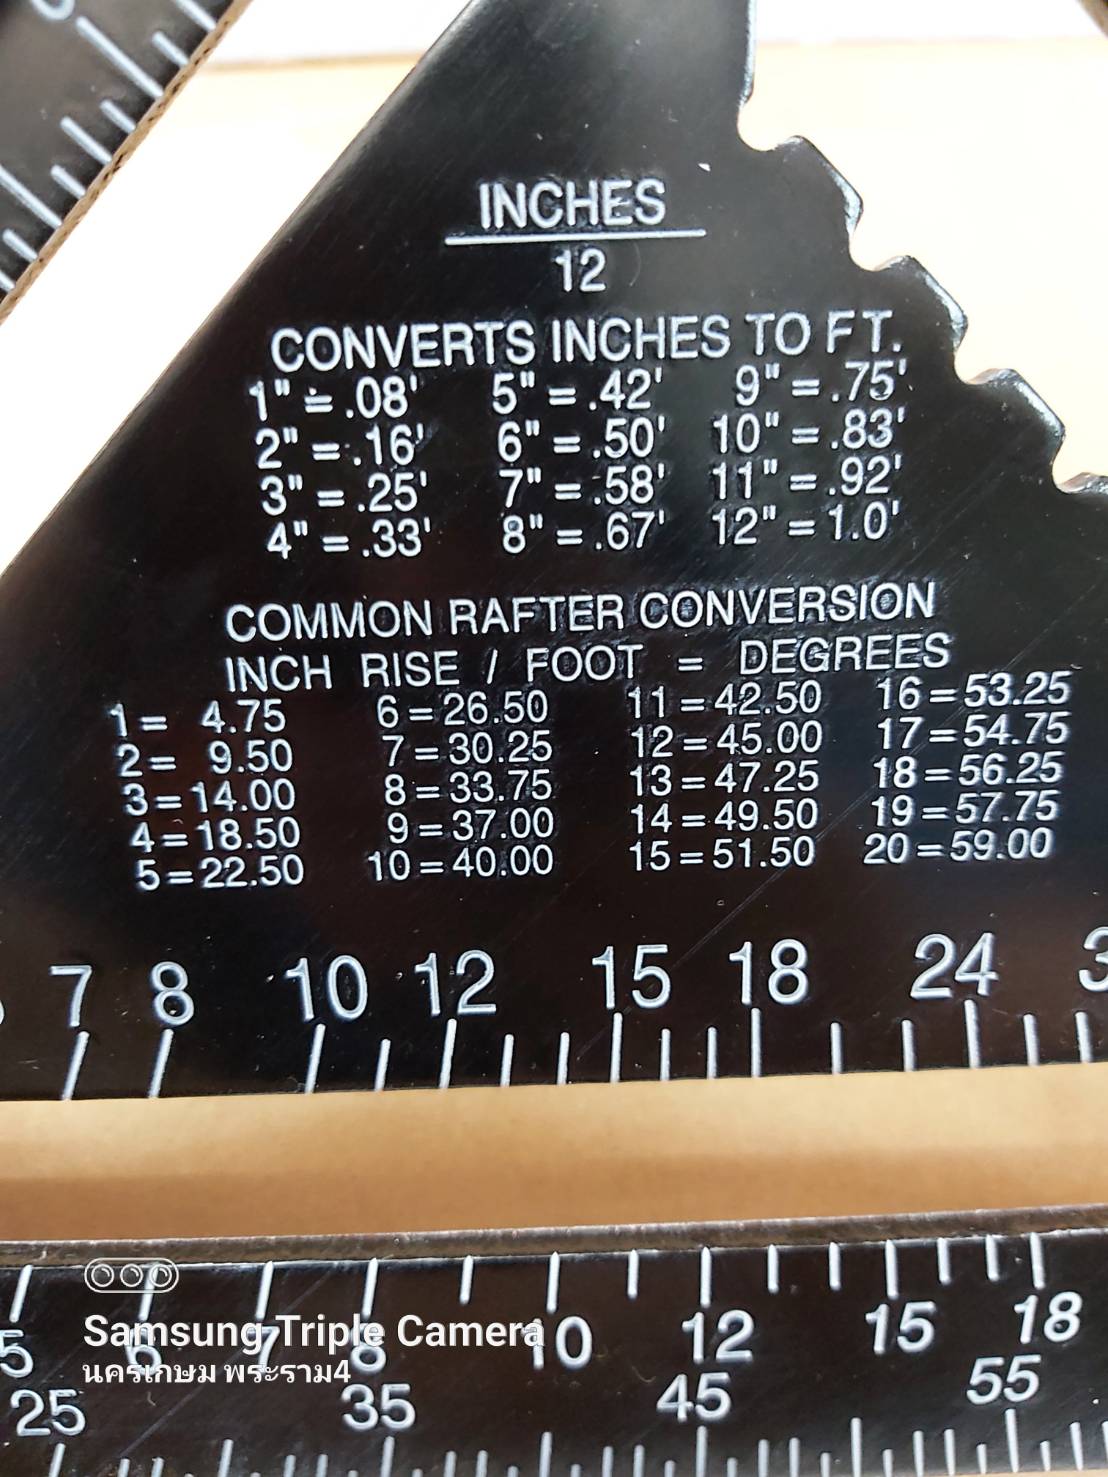 INCHES
12
CONVERTS INCHES TO FT.
1" = .08' 5" = .42' 9" = .75'
2" = .16' 6" = .50' 10" = .83'
3" = .25' 7" = .58' 11" = .92'
4" = .33' 8" = .67' 12" = 1.0'
COMMON RAFTER CONVERSION
INCH RISE / FOOT = DEGREES
1 = 4.75 6 = 26.50 11 = 42.50 16 = 53.25
2 = 9.50 7 = 30.25 12 = 45.00 17 = 54.75
3 = 14.00 8 = 33.75 13 = 47.25 18 = 56.25
4 = 18.50 9 = 37.00 14 = 49.50 19 = 57.75
5 = 22.50 10 = 40.00 15 = 51.50 20 = 59.00
7 8 10 12 15 18 24
5 6 7 8 10 12 15 18
Samsung Triple Camera
นครเกษม พระราม4
25 35 45 55